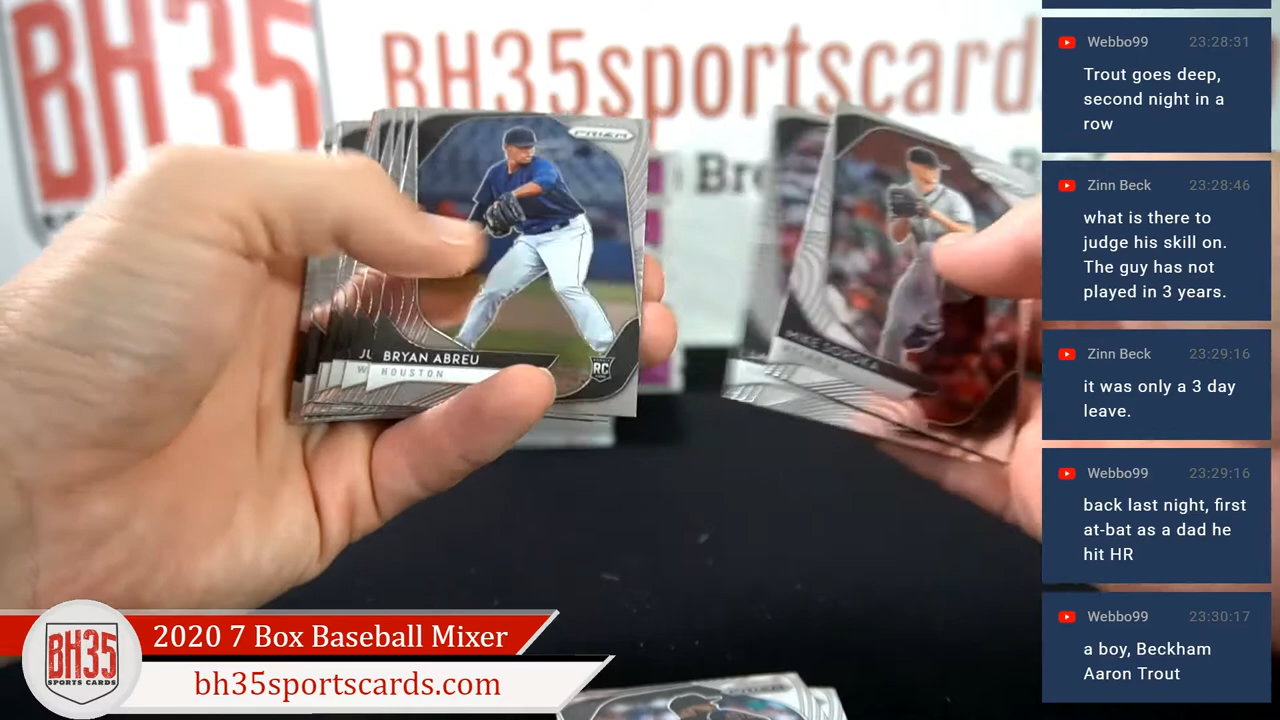 BH35
SPORTS
BH35sportscard
Bre
PRIZM
JU BRYAN ABREU
HOUSTON
RC
MIKE SOROKA
Webbo99 23:28:31
Trout goes deep,
second night in a
row
Zinn Beck 23:28:46
what is there to
judge his skill on.
The guy has not
played in 3 years.
Zinn Beck 23:29:16
it was only a 3 day
leave.
Webbo99 23:29:16
back last night, first
at-bat as a dad he
hit HR
Webbo99 23:30:17
a boy, Beckham
Aaron Trout
BH35
SPORTS CARDS
2020 7 Box Baseball Mixer
bh35sportscards.com